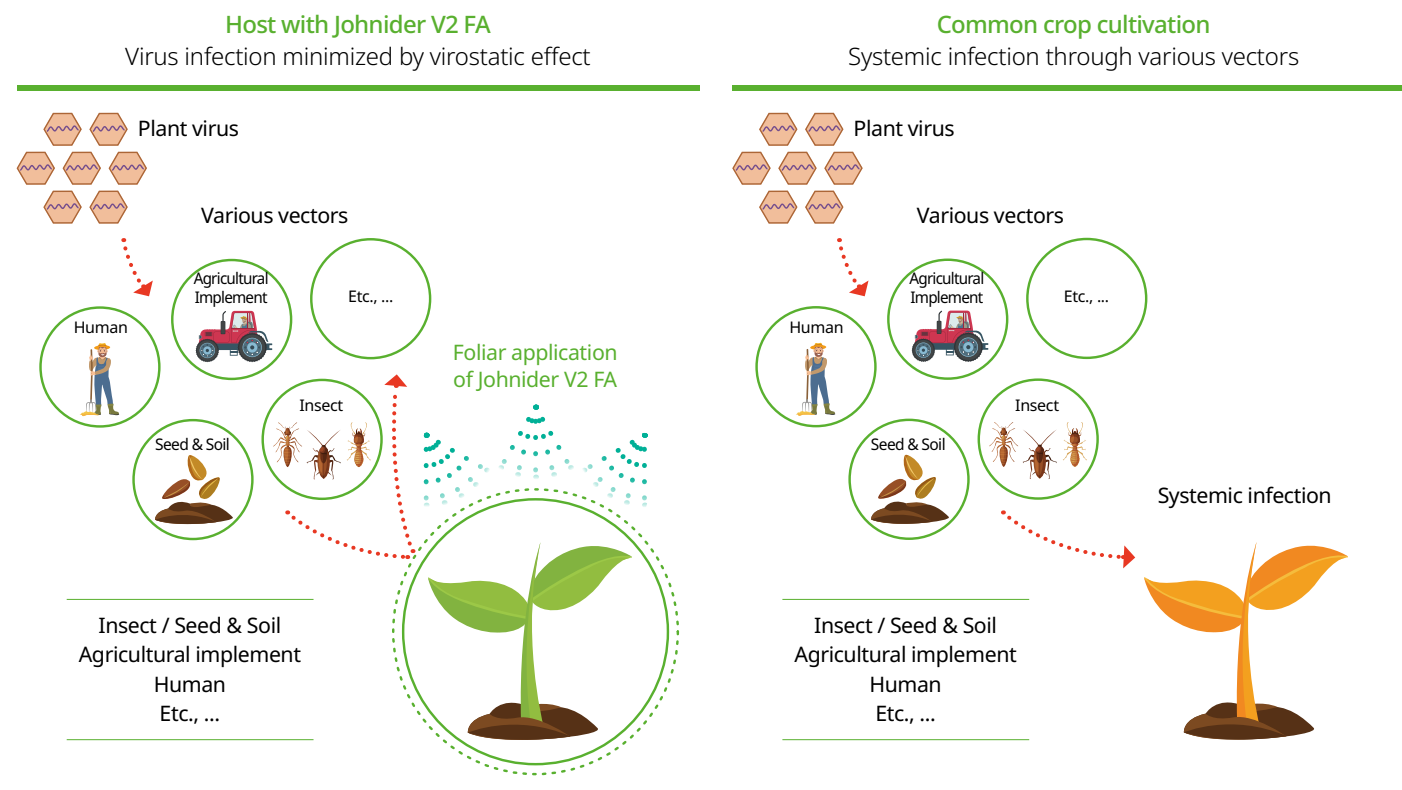 Host with Johnider V2 FA
Virus infection minimized by virostatic effect
Plant virus
Various vectors
Agricultural
Implement
Etc., ...
Human
Foliar application
of Johnider V2 FA
Insect
Seed & Soil
Insect / Seed & Soil
Agricultural implement
Human
Etc., ...
Common crop cultivation
Systemic infection through various vectors
Plant virus
Various vectors
Agricultural
Implement
Etc., ...
Human
Insect
Seed & Soil
Systemic infection
Insect / Seed & Soil
Agricultural implement
Human
Etc., ...